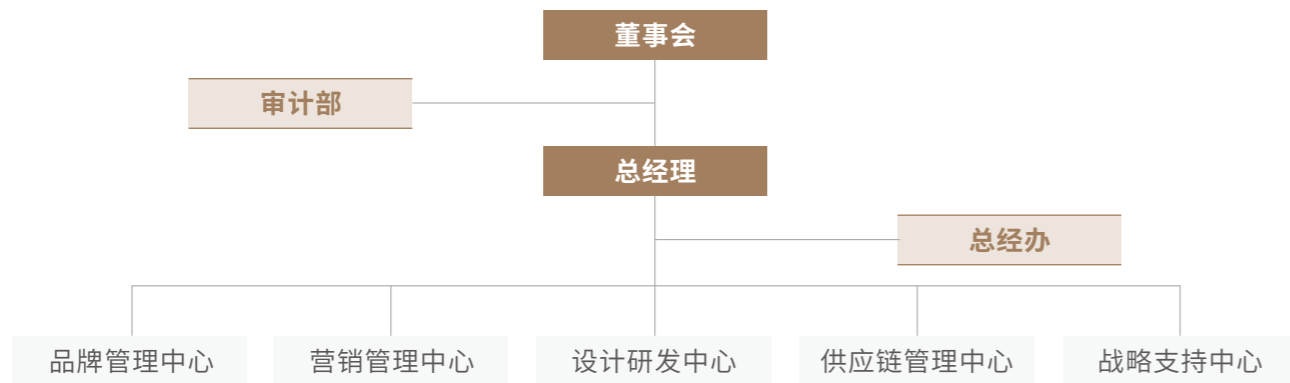 董事会
审计部
总经理
总经办
品牌管理中心
营销管理中心
设计研发中心
供应链管理中心
战略支持中心